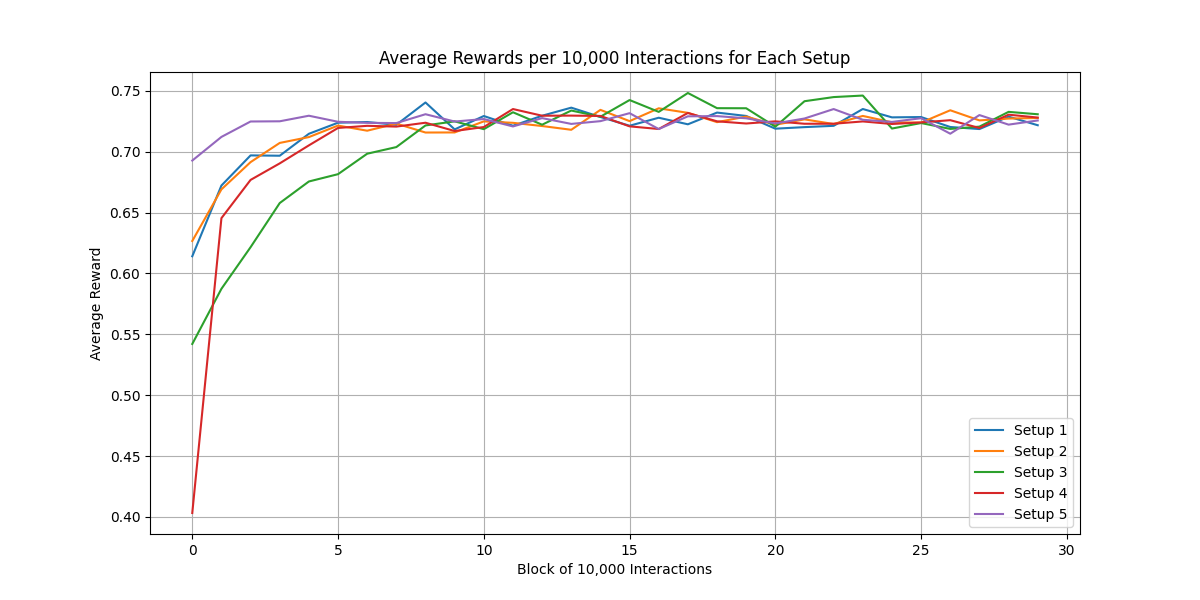 Average Rewards per 10,000 Interactions for Each Setup
Average Reward
0.75
0.70
0.65
0.60
0.55
0.50
0.45
0.40
0 5 10 15 20 25 30
Block of 10,000 Interactions
Setup 1
Setup 2
Setup 3
Setup 4
Setup 5